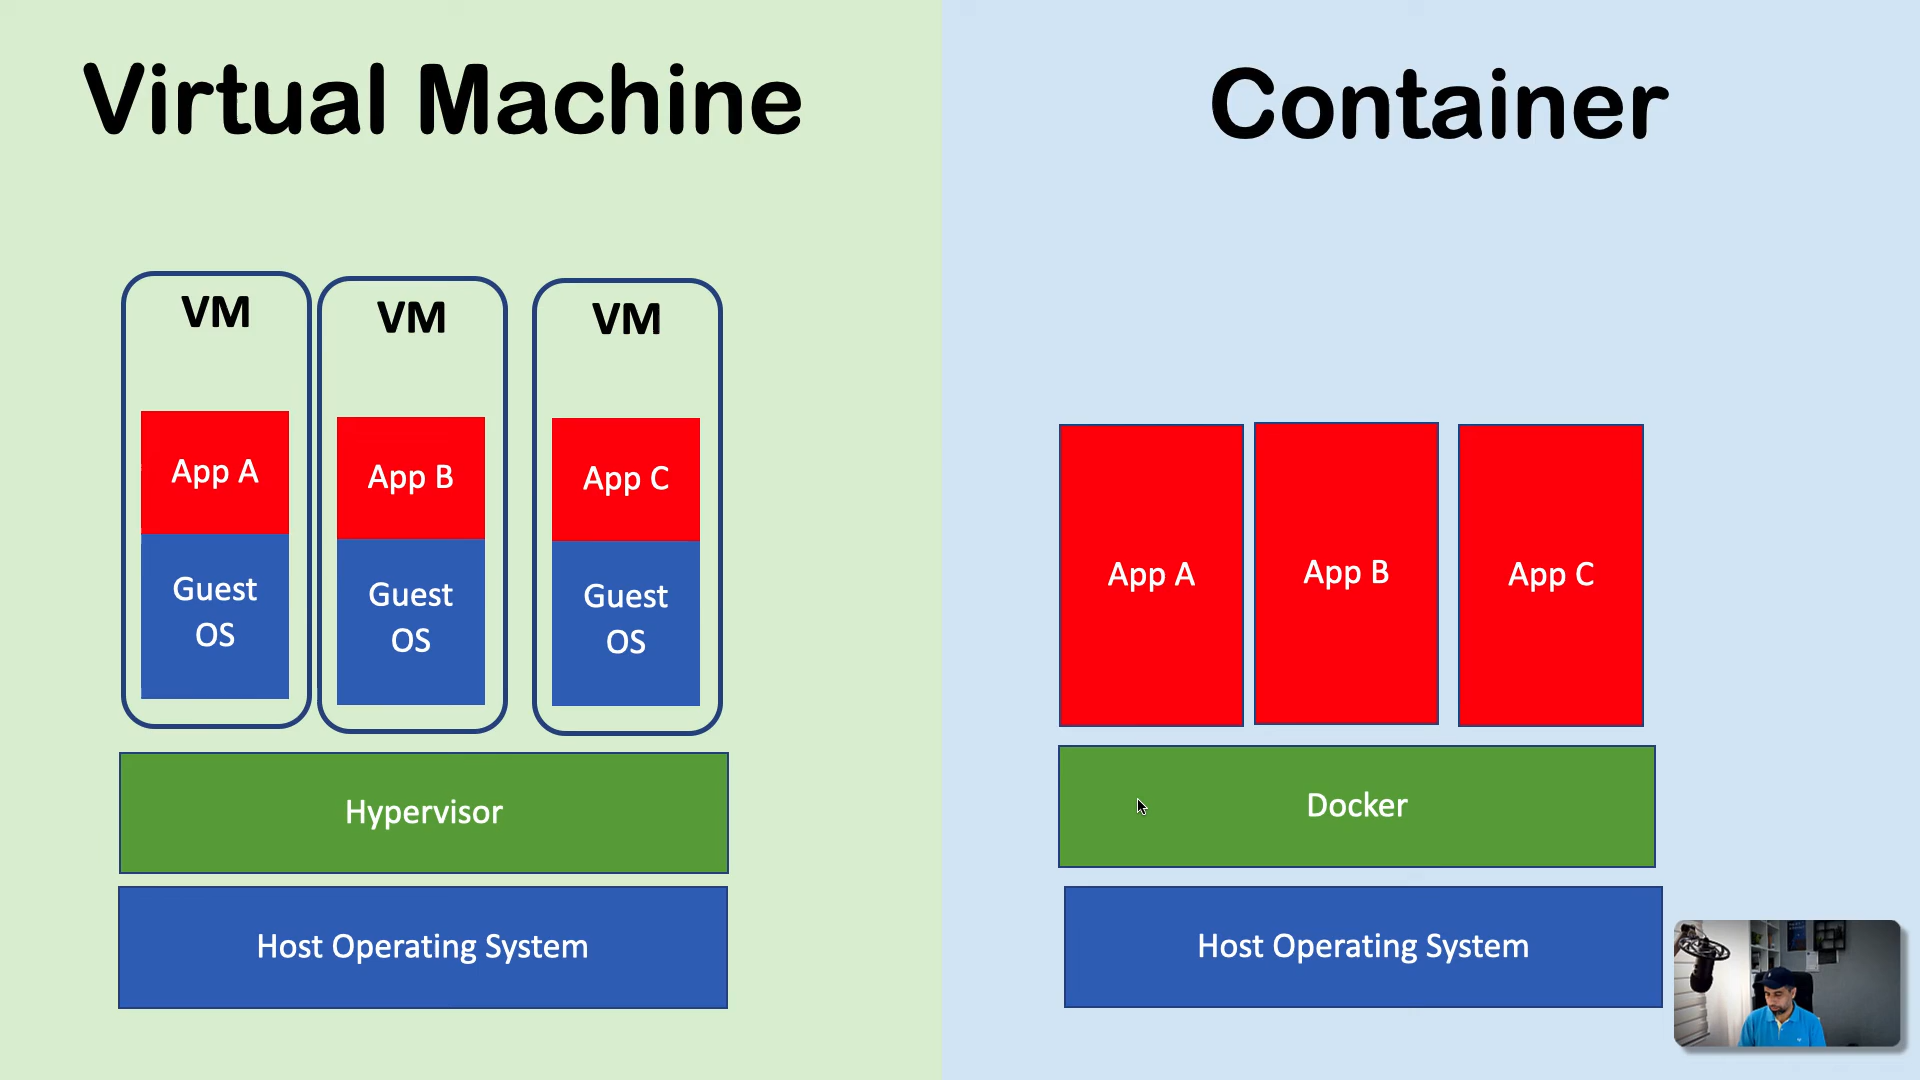 Virtual Machine
VM
VM
VM
App A
App B
App C
Guest
OS
Guest
OS
Guest
OS
Hypervisor
Host Operating System
Container
App A
App B
App C
Docker
Host Operating System